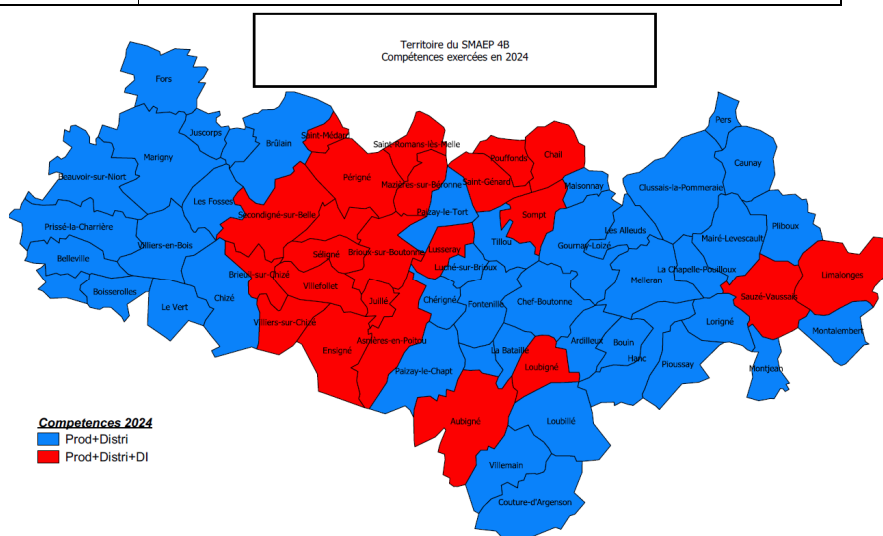 Territoire du SMAEP 4B
Compétences exercées en 2024
Fors
Pers
Juscorps
Brûlain
Saint-Médard
Saint-Romans-lès-Melle
Pouffonds
Chail
Caunay
Marigny
Beauvoir-sur-Niort
Périgné
Mazières-sur-Béronne
Saint-Génard
Maisonnay
Clussais-la-Pommeraie
Les Fosses
Secondigné-sur-Belle
Paizay-le-Tort
Sompt
Prissé-la-Charrière
Villiers-en-Bois
Séligné
Brioux-sur-Boutonne
Lusseray
Tillou
Gournay-Loizé
Les Alleuds
Mairé-Levescault
Pliboux
Belleville
Brieuil-sur-Chizé
Villefollet
Luché-sur-Brioux
Melleran
La Chapelle-Pouilloux
Limalonges
Boisserolles
Le Vert
Chizé
Juillé
Chérigné
Fontenille
Chef-Boutonne
Sauzé-Vaussais
Villiers-sur-Chizé
Lorigné
Montalembert
Ensigné
Asnières-en-Poitou
La Bataille
Ardilleux
Bouin
Hanc
Pioussay
Paizay-le-Chapt
Loubigné
Montjean
Aubigné
Loubillé
Villemain
Couture-d'Argenson
Competences 2024
Prod+Distri
Prod+Distri+DI